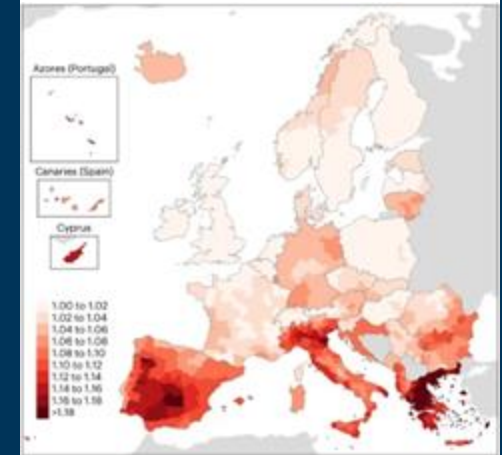 Azores (Portugal)
Canaries (Spain)
Cyprus
1.00 to 1.02
1.02 to 1.04
1.04 to 1.06
1.06 to 1.08
1.08 to 1.10
1.10 to 1.12
1.12 to 1.14
1.14 to 1.16
1.16 to 1.18
>1.18